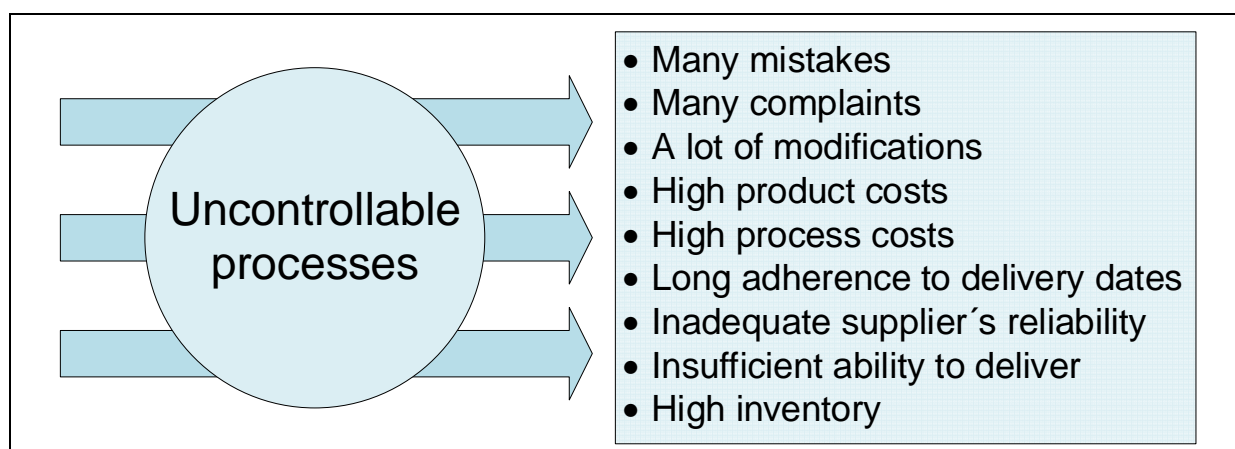 Uncontrollable
processes
• Many mistakes
• Many complaints
• A lot of modifications
• High product costs
• High process costs
• Long adherence to delivery dates
• Inadequate supplier´s reliability
• Insufficient ability to deliver
• High inventory